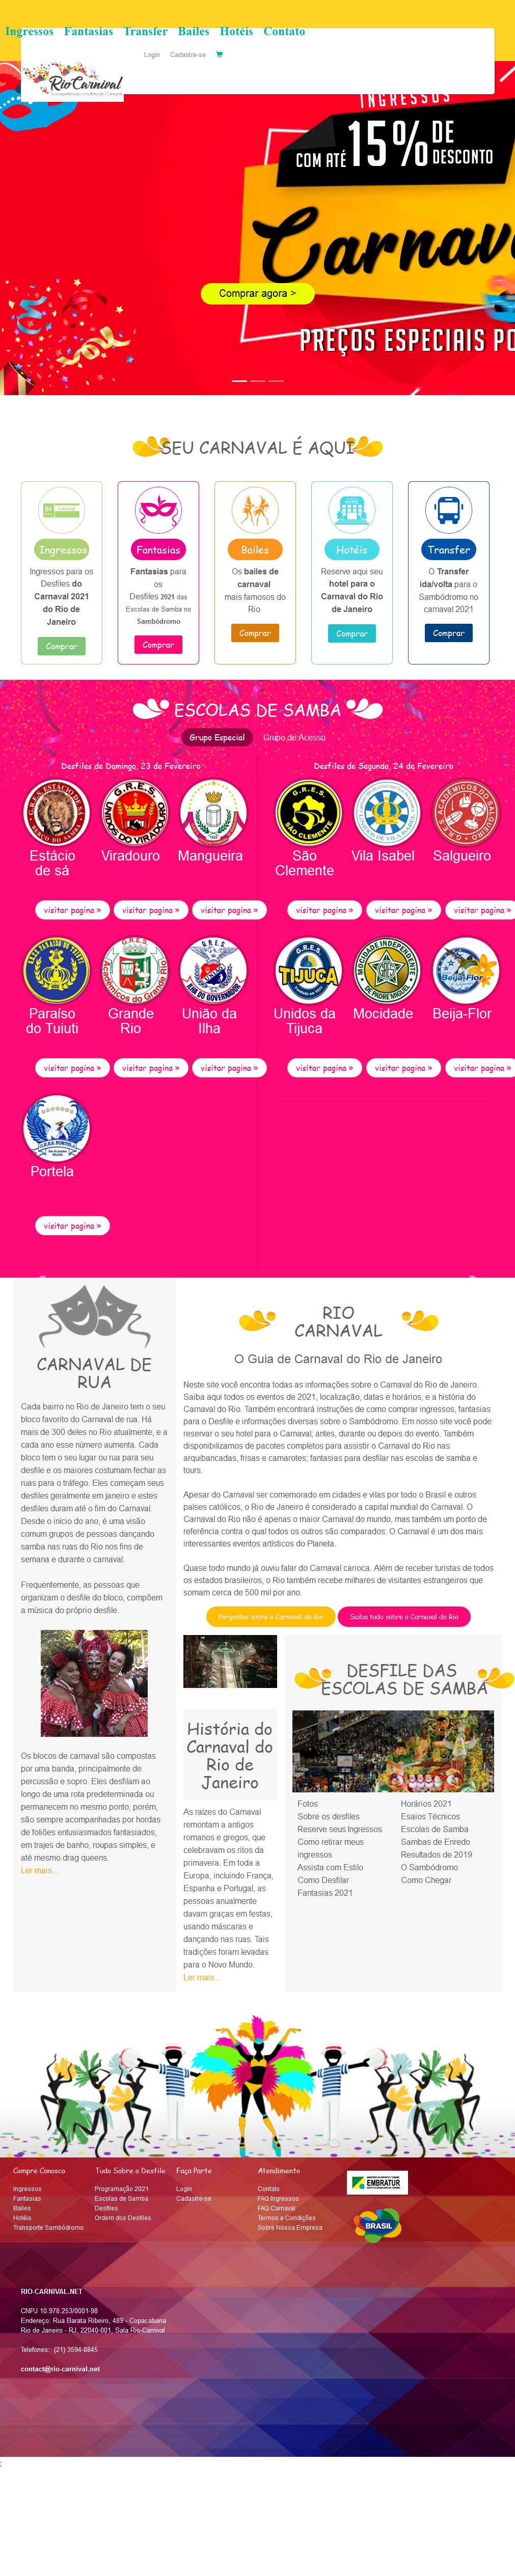 Ingressos Fantasias Transfer Bailes Hotéis Contato
Login Cadastre-se
Rio Carnival
INGRESSOS
COM ATÉ 15% DE DESCONTO
Carnav
Comprar agora >
PREÇOS ESPECIAIS PO
SEU CARNAVAL É AQUI
Ingressos
Ingressos para os
Desfiles do
Carnaval 2021
do Rio de
Janeiro
Comprar
Fantasias
Fantasias para
os
Desfiles 2021 das
Escolas de Samba no
Sambódromo
Comprar
Bailes
Os bailes de
carnaval
mais famosos do
Rio
Comprar
Hotéis
Reserve aqui seu
hotel para o
Carnaval do Rio
de Janeiro
Comprar
Transfer
O Transfer
ida/volta para o
Sambódromo no
carnaval 2021
Comprar
ESCOLAS DE SAMBA
Grupo Especial Grupo de Acesso
Desfiles de Domingo, 23 de Fevereiro
Estácio
de sá
Viradouro
Mangueira
visitar pagina » visitar pagina » visitar pagina »
Paraíso
do Tuiuti
Grande
Rio
União da
Ilha
visitar pagina » visitar pagina » visitar pagina »
Portela
visitar pagina »
Desfiles de Segunda, 24 de Fevereiro
São
Clemente
Vila Isabel
Salgueiro
visitar pagina » visitar pagina » visitar pagina »
Unidos da
Tijuca
Mocidade
Beija-Flor
visitar pagina » visitar pagina » visitar pagina »
CARNAVAL DE
RUA
Cada bairro no Rio de Janeiro tem o seu
bloco favorito do Carnaval de rua. Há
mais de 300 deles no Rio atualmente, e a
cada ano esse número aumenta. Cada
bloco tem o seu lugar ou rua para seu
desfile e os maiores costumam fechar as
ruas para o tráfego. Eles começam seus
desfiles geralmente em janeiro e estes
desfiles duram até o fim do Carnaval.
Desde o início do ano, é uma visão
comum grupos de pessoas dançando
samba nas ruas do Rio nos fins de
semana e durante o carnaval.
Frequentemente, as pessoas que
organizam o desfile do bloco, compõem
a música do próprio desfile.
Os blocos de carnaval são compostas
por uma banda, principalmente de
percussão e sopro. Eles desfilam ao
longo de uma rota predeterminada ou
permanecem no mesmo ponto, porém,
são sempre acompanhadas por hordas
de foliões entusiasmados fantasiados,
em trajes de banho, roupas simples, e
até mesmo drag queens.
Ler mais...
RIO
CARNAVAL
O Guia de Carnaval do Rio de Janeiro
Neste site você encontra todas as informações sobre o Carnaval do Rio de Janeiro.
Saiba aqui todos os eventos de 2021, localização, datas e horários, e a história do
Carnaval do Rio. Também encontrará instruções de como comprar ingressos, fantasias
para o Desfile e informações diversas sobre o Sambódromo. Em nosso site você pode
reservar o seu hotel para o Carnaval; antes, durante ou depois do evento. Também
disponibilizamos de pacotes completos para assistir o Carnaval do Rio nas
arquibancadas, frisas e camarotes; fantasias para desfilar nas escolas de samba e
tours.
Apesar do Carnaval ser comemorado em cidades e vilas por todo o Brasil e outros
países católicos, o Rio de Janeiro é considerado a capital mundial do Carnaval. O
Carnaval do Rio não é apenas o maior Carnaval do mundo, mas também um ponto de
referência contra o qual todos os outros são comparados. O Carnaval é um dos mais
interessantes eventos artísticos do Planeta.
Quase todo mundo já ouviu falar do Carnaval carioca. Além de receber turistas de todos
os estados brasileiros, o Rio também recebe milhares de visitantes estrangeiros que
somam cerca de 500 mil por ano.
Perguntas sobre o Carnaval do Rio Saiba tudo sobre o Carnaval do Rio
História do
Carnaval do
Rio de
Janeiro
As raízes do Carnaval
remontam a antigos
romanos e gregos, que
celebravam os ritos da
primavera. Em toda a
Europa, incluindo França,
Espanha e Portugal, as
pessoas anualmente
davam graças em festas,
usando máscaras e
dançando nas ruas. Tais
tradições foram levadas
para o Novo Mundo.
Ler mais...
DESFILE DAS
ESCOLAS DE SAMBA
Fotos
Sobre os desfiles
Reserve seus Ingressos
Como retirar meus
ingressos
Assista com Estilo
Como Desfilar
Fantasias 2021
Horários 2021
Esaios Técnicos
Escolas de Samba
Sambas de Enredo
Resultados de 2019
O Sambódromo
Como Chegar
Compre Conosco
Ingressos
Fantasias
Bailes
Hotéis
Transporte Sambódromo
Tudo Sobre o Desfile
Programação 2021
Escolas de Samba
Desfiles
Ordem dos Desfiles
Faça Parte
Login
Cadastre-se
Atendimento
Contato
FAQ Ingressos
FAQ Carnaval
Termos e Condições
Sobre Nossa Empresa
EMBRATUR
BRASIL
RIO-CARNIVAL.NET
CNPJ 10.978.253/0001-98
Endereço: Rua Barata Ribeiro, 489 - Copacabana
Rio de Janeiro - RJ, 22040-001, Sala Rio-Carnival
Telefones: (21) 3594-8845
contact@rio-carnival.net